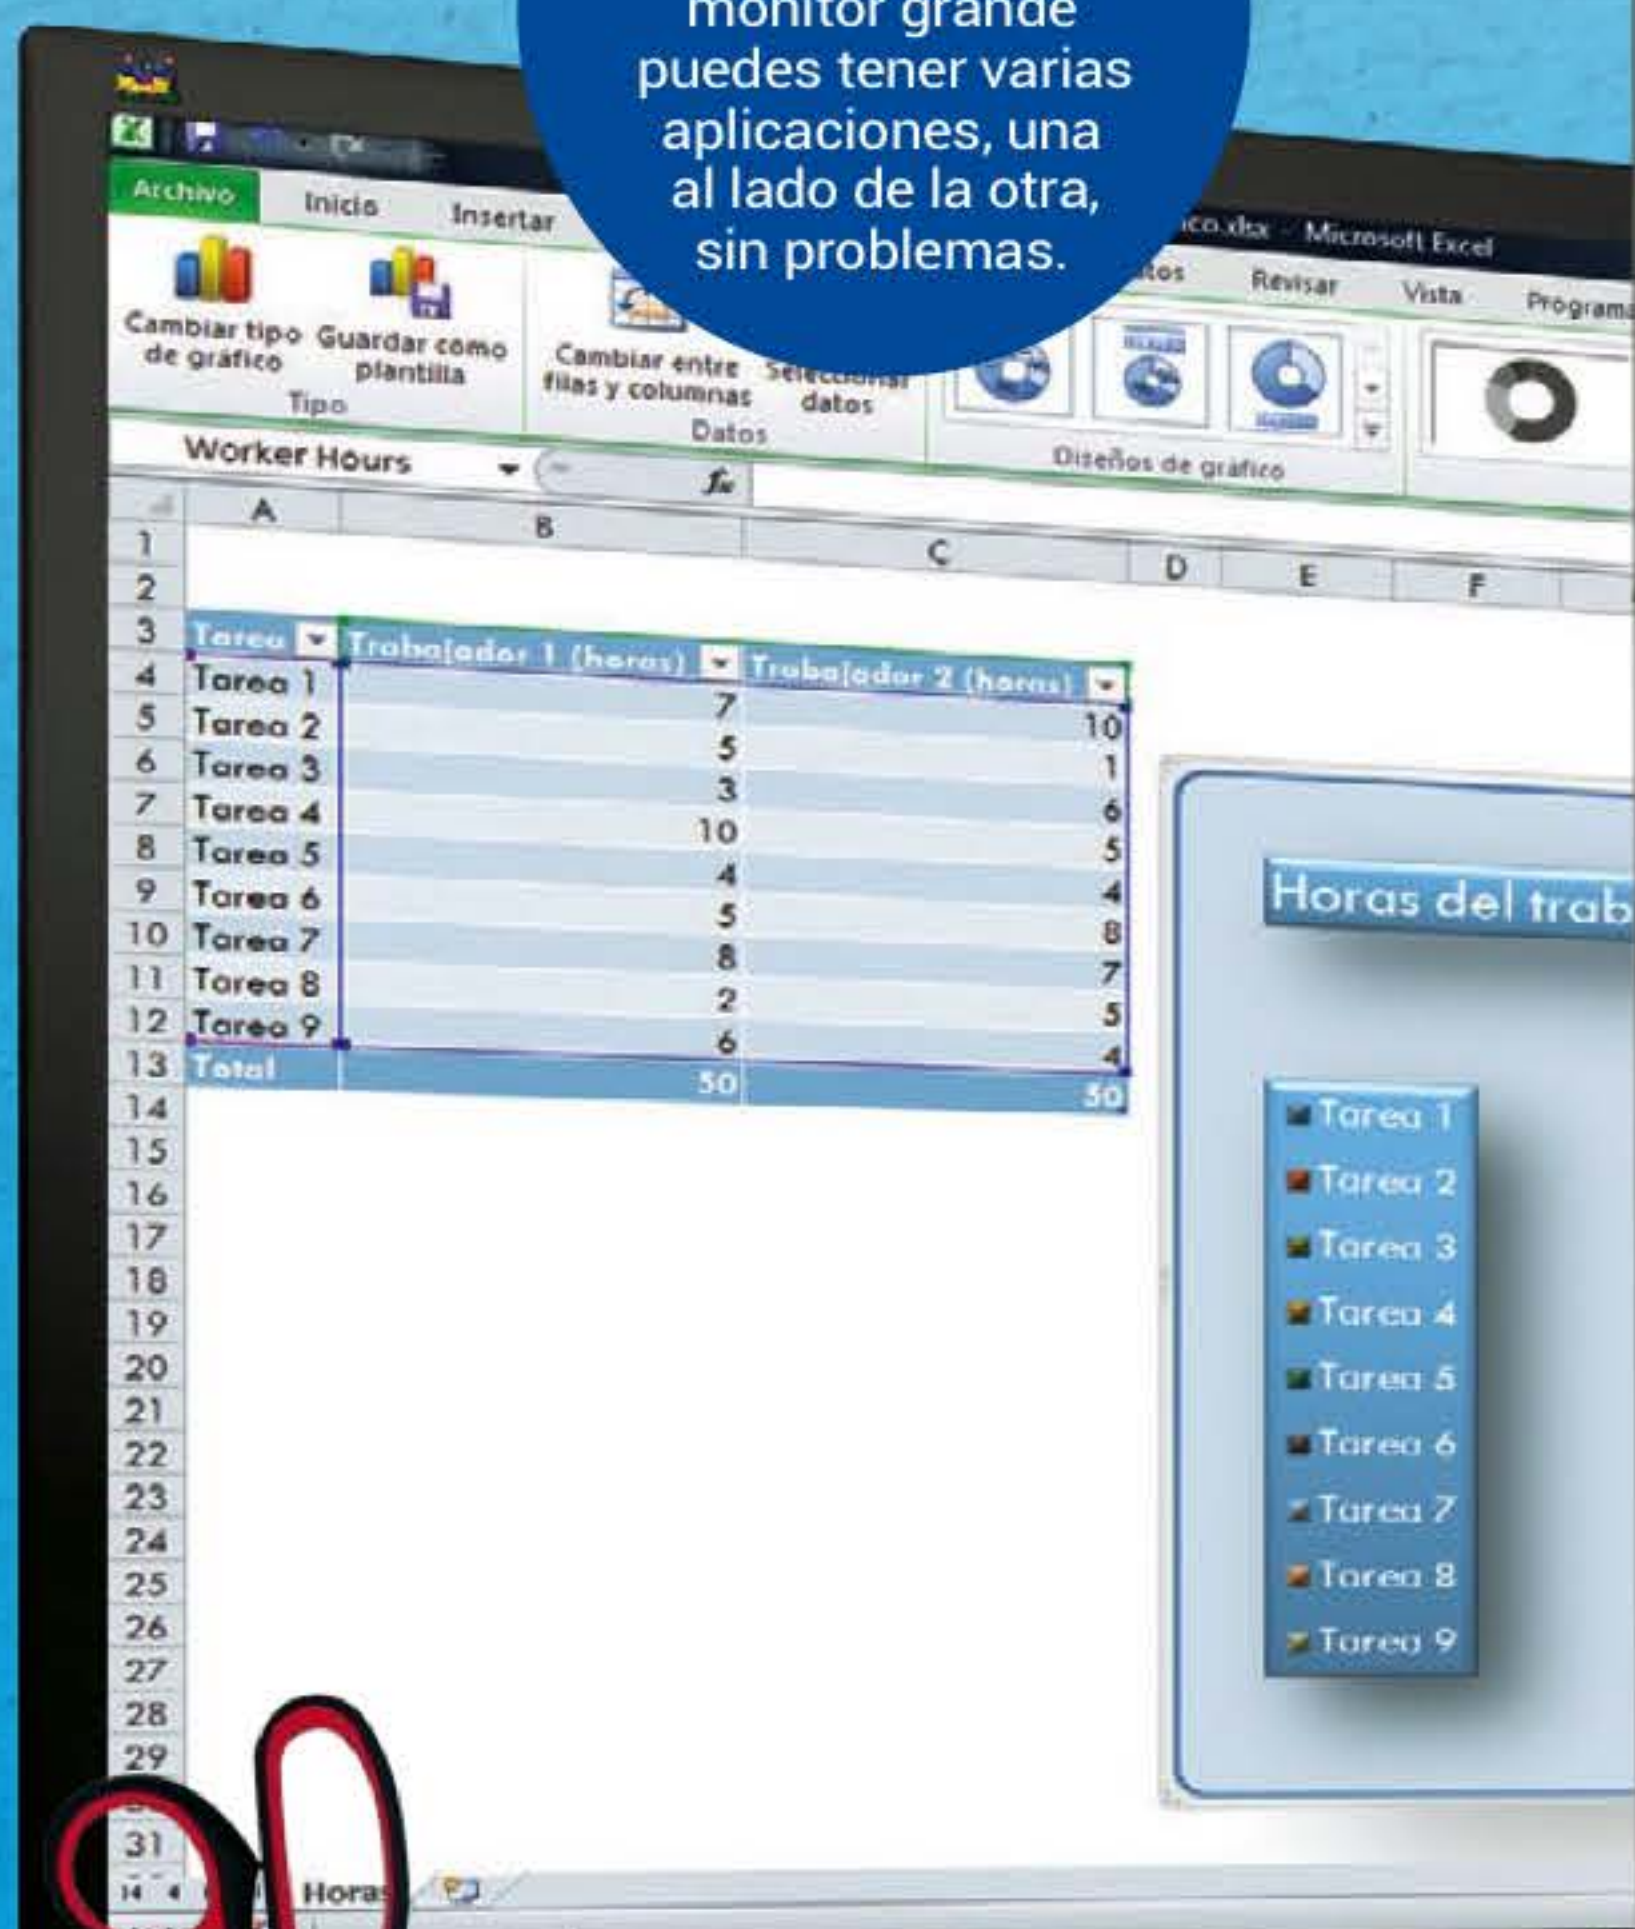 monitor grande
puedes tener varias
aplicaciones, una
al lado de la otra,
sin problemas.
.xlsx - Microsoft Excel
Archivo Inicio Insertar Revisar Vista Programa
Cambiar tipo
de gráfico
Guardar como
plantilla
Cambiar entre
filas y columnas
Seleccionar
datos
Tipo
Datos
Diseños de gráfico
Worker Hours fx
A B C D E F
1
2
3 Tarea Trabajador 1 (horas) Trabajador 2 (horas)
4 Tarea 1 7 10
5 Tarea 2 5 1
6 Tarea 3 3 6
7 Tarea 4 10 5
8 Tarea 5 4 4
9 Tarea 6 5 8
10 Tarea 7 8 7
11 Tarea 8 2 5
12 Tarea 9 6 4
13 Total 50 50
14
15
16
17
18
19
20
21
22
23
24
25
26
27
28
29
31
Horas del trab
Tarea 1
Tarea 2
Tarea 3
Tarea 4
Tarea 5
Tarea 6
Tarea 7
Tarea 8
Tarea 9
Horas